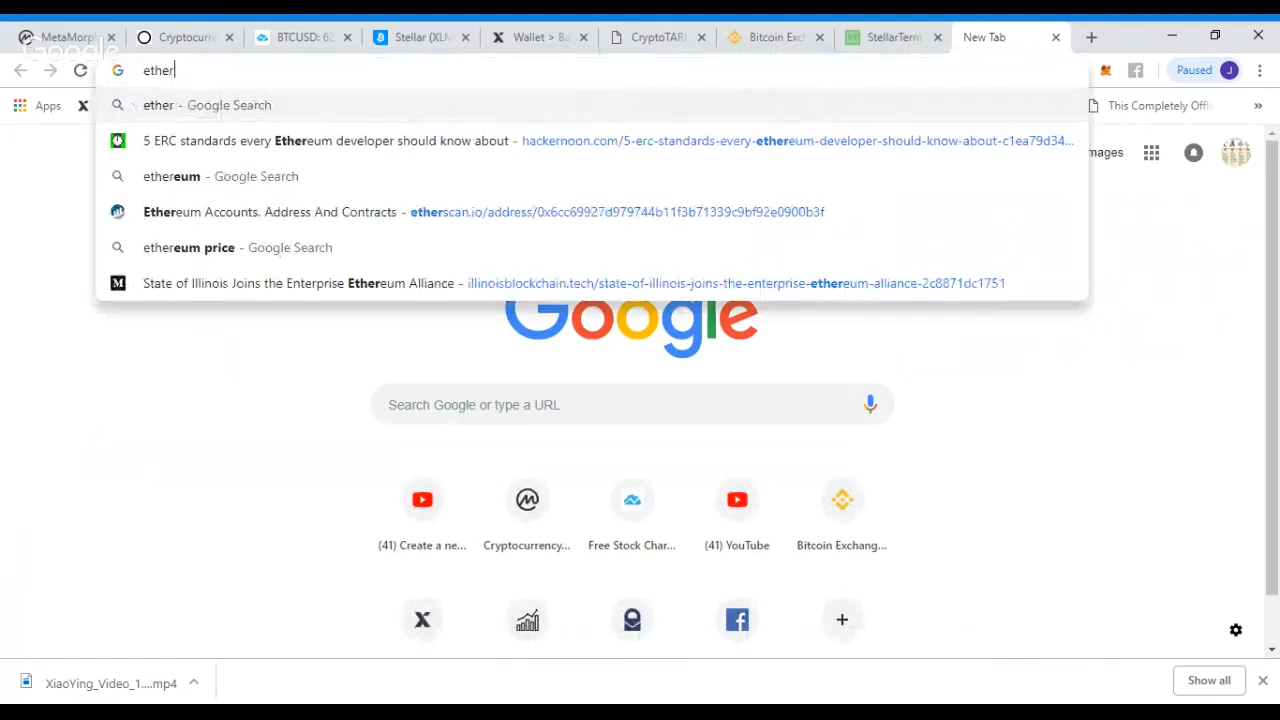 MetaMorph
Cryptocurre
BTCUSD: 62
Stellar (XLM
Wallet > Ba
CryptoTARI
Bitcoin Exch
StellarTerm
New Tab
Google
ether
Paused
J
Apps
This Completely Offli
ether - Google Search
5 ERC standards every Ethereum developer should know about - hackernoon.com/5-erc-standards-every-ethereum-developer-should-know-about-c1ea79d34...
ethereum - Google Search
mages
Ethereum Accounts, Address And Contracts - etherscan.io/address/0x6cc69927d979744b11f3b71339c9bf92e0900b3f
ethereum price - Google Search
State of Illinois Joins the Enterprise Ethereum Alliance - illinoisblockchain.tech/state-of-illinois-joins-the-enterprise-ethereum-alliance-2c8871dc1751
Google
Search Google or type a URL
(41) Create a ne...
Cryptocurrency...
Free Stock Char...
(41) YouTube
Bitcoin Exchang...
XiaoYing_Video_1....mp4
Show all